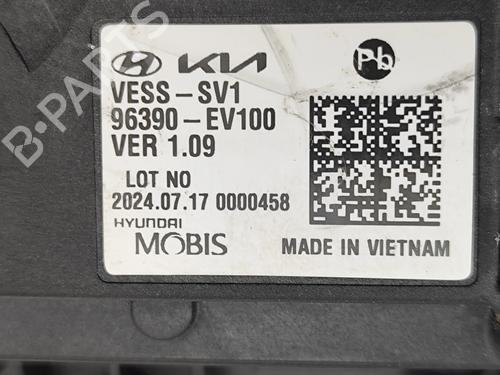 KIA
Pb
VESS-SV1
96390-EV100
VER 1.09
LOT NO
2024.07.17 0000458
HYUNDAI
MOBIS
MADE IN VIETNAM
B-PARTS